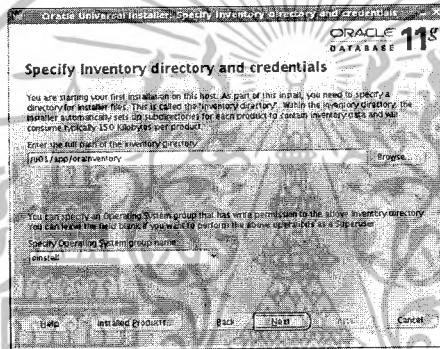 Oracle Universal Installer: Specify Inventory directory and credentials
ORACLE 11g
DATABASE
Specify Inventory directory and credentials
You are starting your first installation on this host. As part of this install, you need to specify a
directory for installer files. This is called the "inventory directory". Within the inventory directory, the
installer automatically sets up subdirectories for each product to contain inventory data and will
consume typically 150 Kilobytes per product.
Enter the full path of the inventory directory:
/u01/app/oraInventory
Browse...
You can specify an Operating System group that has write permission to the above inventory directory.
You can leave the field blank if you want to perform the above operations as a Superuser.
Specify Operating System group name:
oinstall
Help Installed Products... Back Next Cancel